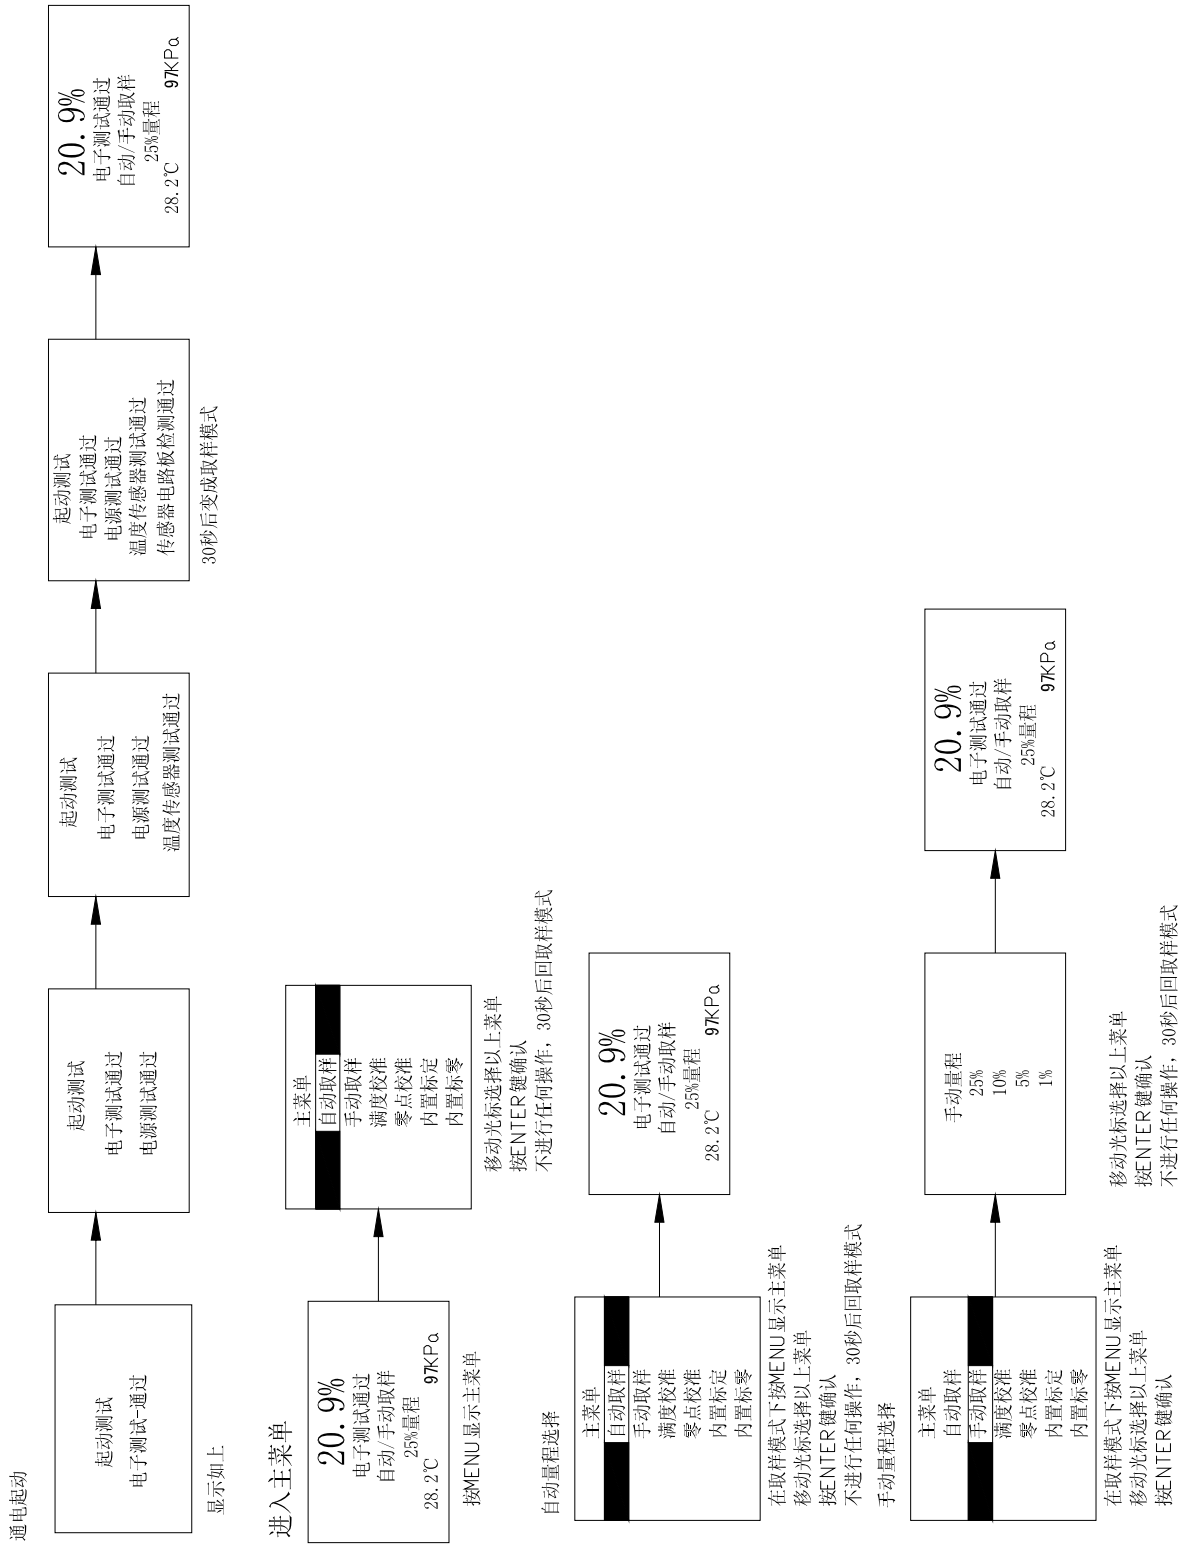 通电起动
起动测试
电子测试-通过
显示如上
起动测试
电子测试通过
电源测试通过
起动测试
电子测试通过
电源测试通过
温度传感器测试通过
起动测试
电子测试通过
电源测试通过
温度传感器测试通过
传感器电路板检测通过
30秒后变成取样模式
20.9%
电子测试通过
自动/手动取样
25%量程
28.2℃ 97KPa
进入主菜单
20.9%
电子测试通过
自动/手动取样
25%量程
28.2℃ 97KPa
按MENU显示主菜单
主菜单
自动取样
手动取样
满度校准
零点校准
内置标定
内置标零
移动光标选择以上菜单
按ENTER键确认
不进行任何操作，30秒后回取样模式
自动量程选择
主菜单
自动取样
手动取样
满度校准
零点校准
内置标定
内置标零
在取样模式下按MENU显示主菜单
移动光标选择以上菜单
按ENTER键确认
不进行任何操作，30秒后回取样模式
20.9%
电子测试通过
自动/手动取样
25%量程
28.2℃ 97KPa
手动量程选择
主菜单
自动取样
手动取样
满度校准
零点校准
内置标定
内置标零
在取样模式下按MENU显示主菜单
移动光标选择以上菜单
按ENTER键确认
手动量程
25%
10%
5%
1%
移动光标选择以上菜单
按ENTER键确认
不进行任何操作，30秒后回取样模式
20.9%
电子测试通过
自动/手动取样
25%量程
28.2℃ 97KPa